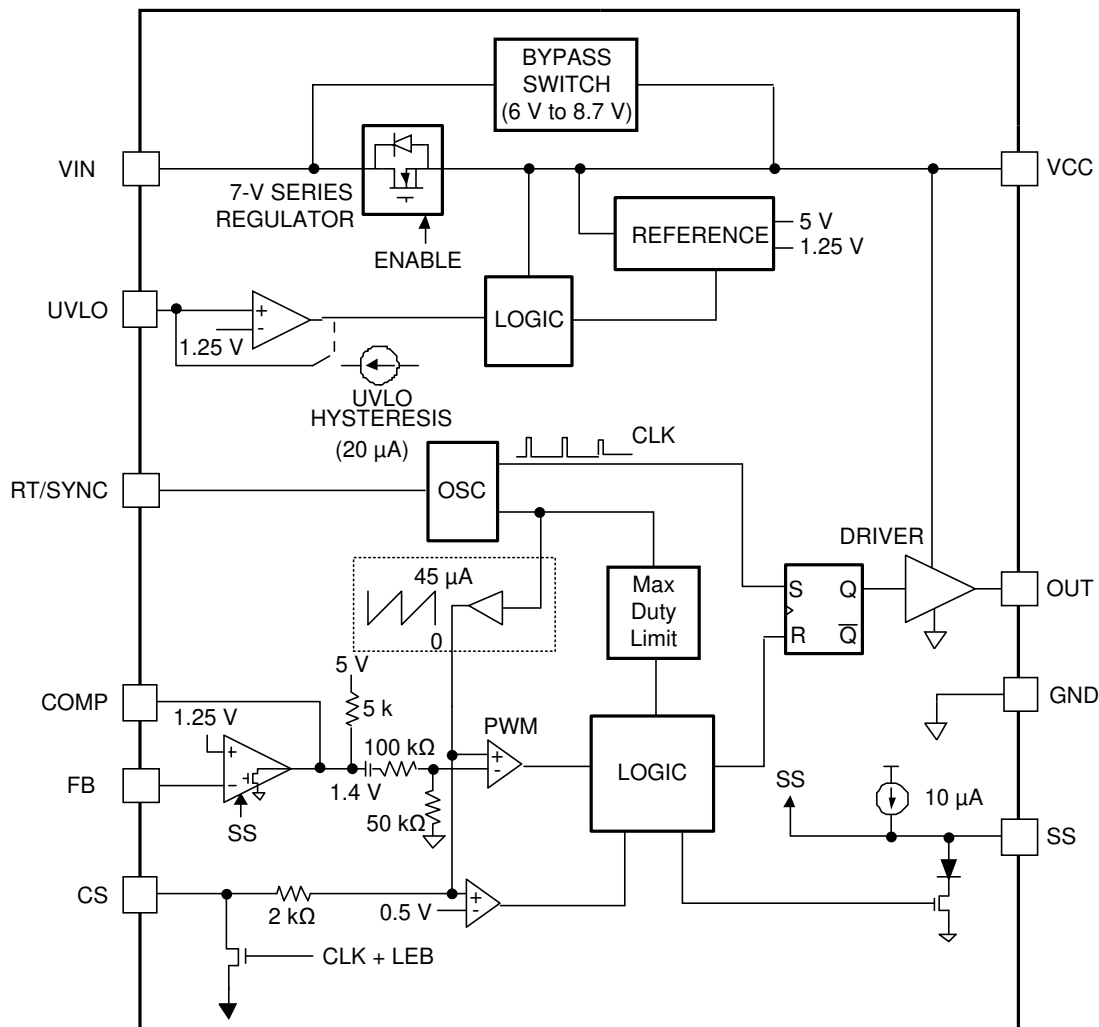 BYPASS
SWITCH
(6 V to 8.7 V)
VIN
VCC
7-V SERIES
REGULATOR
ENABLE
REFERENCE
5 V
1.25 V
UVLO
+
-
1.25 V
LOGIC
UVLO
HYSTERESIS
(20 µA)
CLK
RT/SYNC
OSC
DRIVER
45 µA
0
Max
Duty
Limit
S
Q
R
Q̅
OUT
5 V
COMP
5 k
GND
1.25 V
PWM
100 kΩ
+
-
+
-
LOGIC
FB
1.4 V
50 kΩ
SS
SS
10 µA
SS
CS
2 kΩ
0.5 V
+
-
CLK + LEB